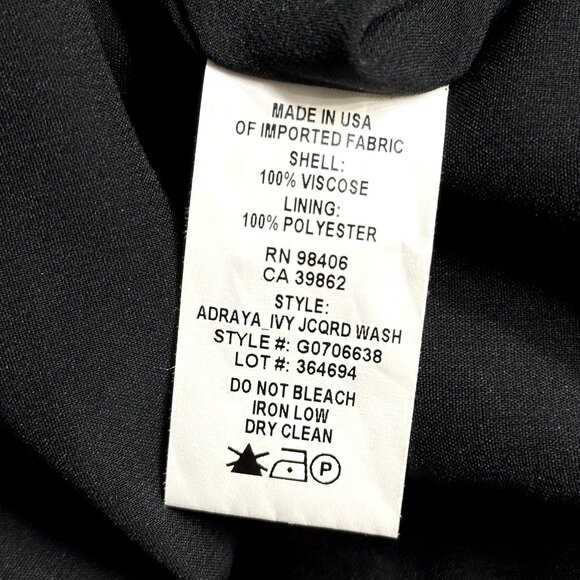 MADE IN USA
OF IMPORTED FABRIC
SHELL:
100% VISCOSE
LINING:
100% POLYESTER
RN 98406
CA 39862
STYLE:
ADRAYA_IVY JCQRD WASH
STYLE #: G0706638
LOT #: 364694
DO NOT BLEACH
IRON LOW
DRY CLEAN
P